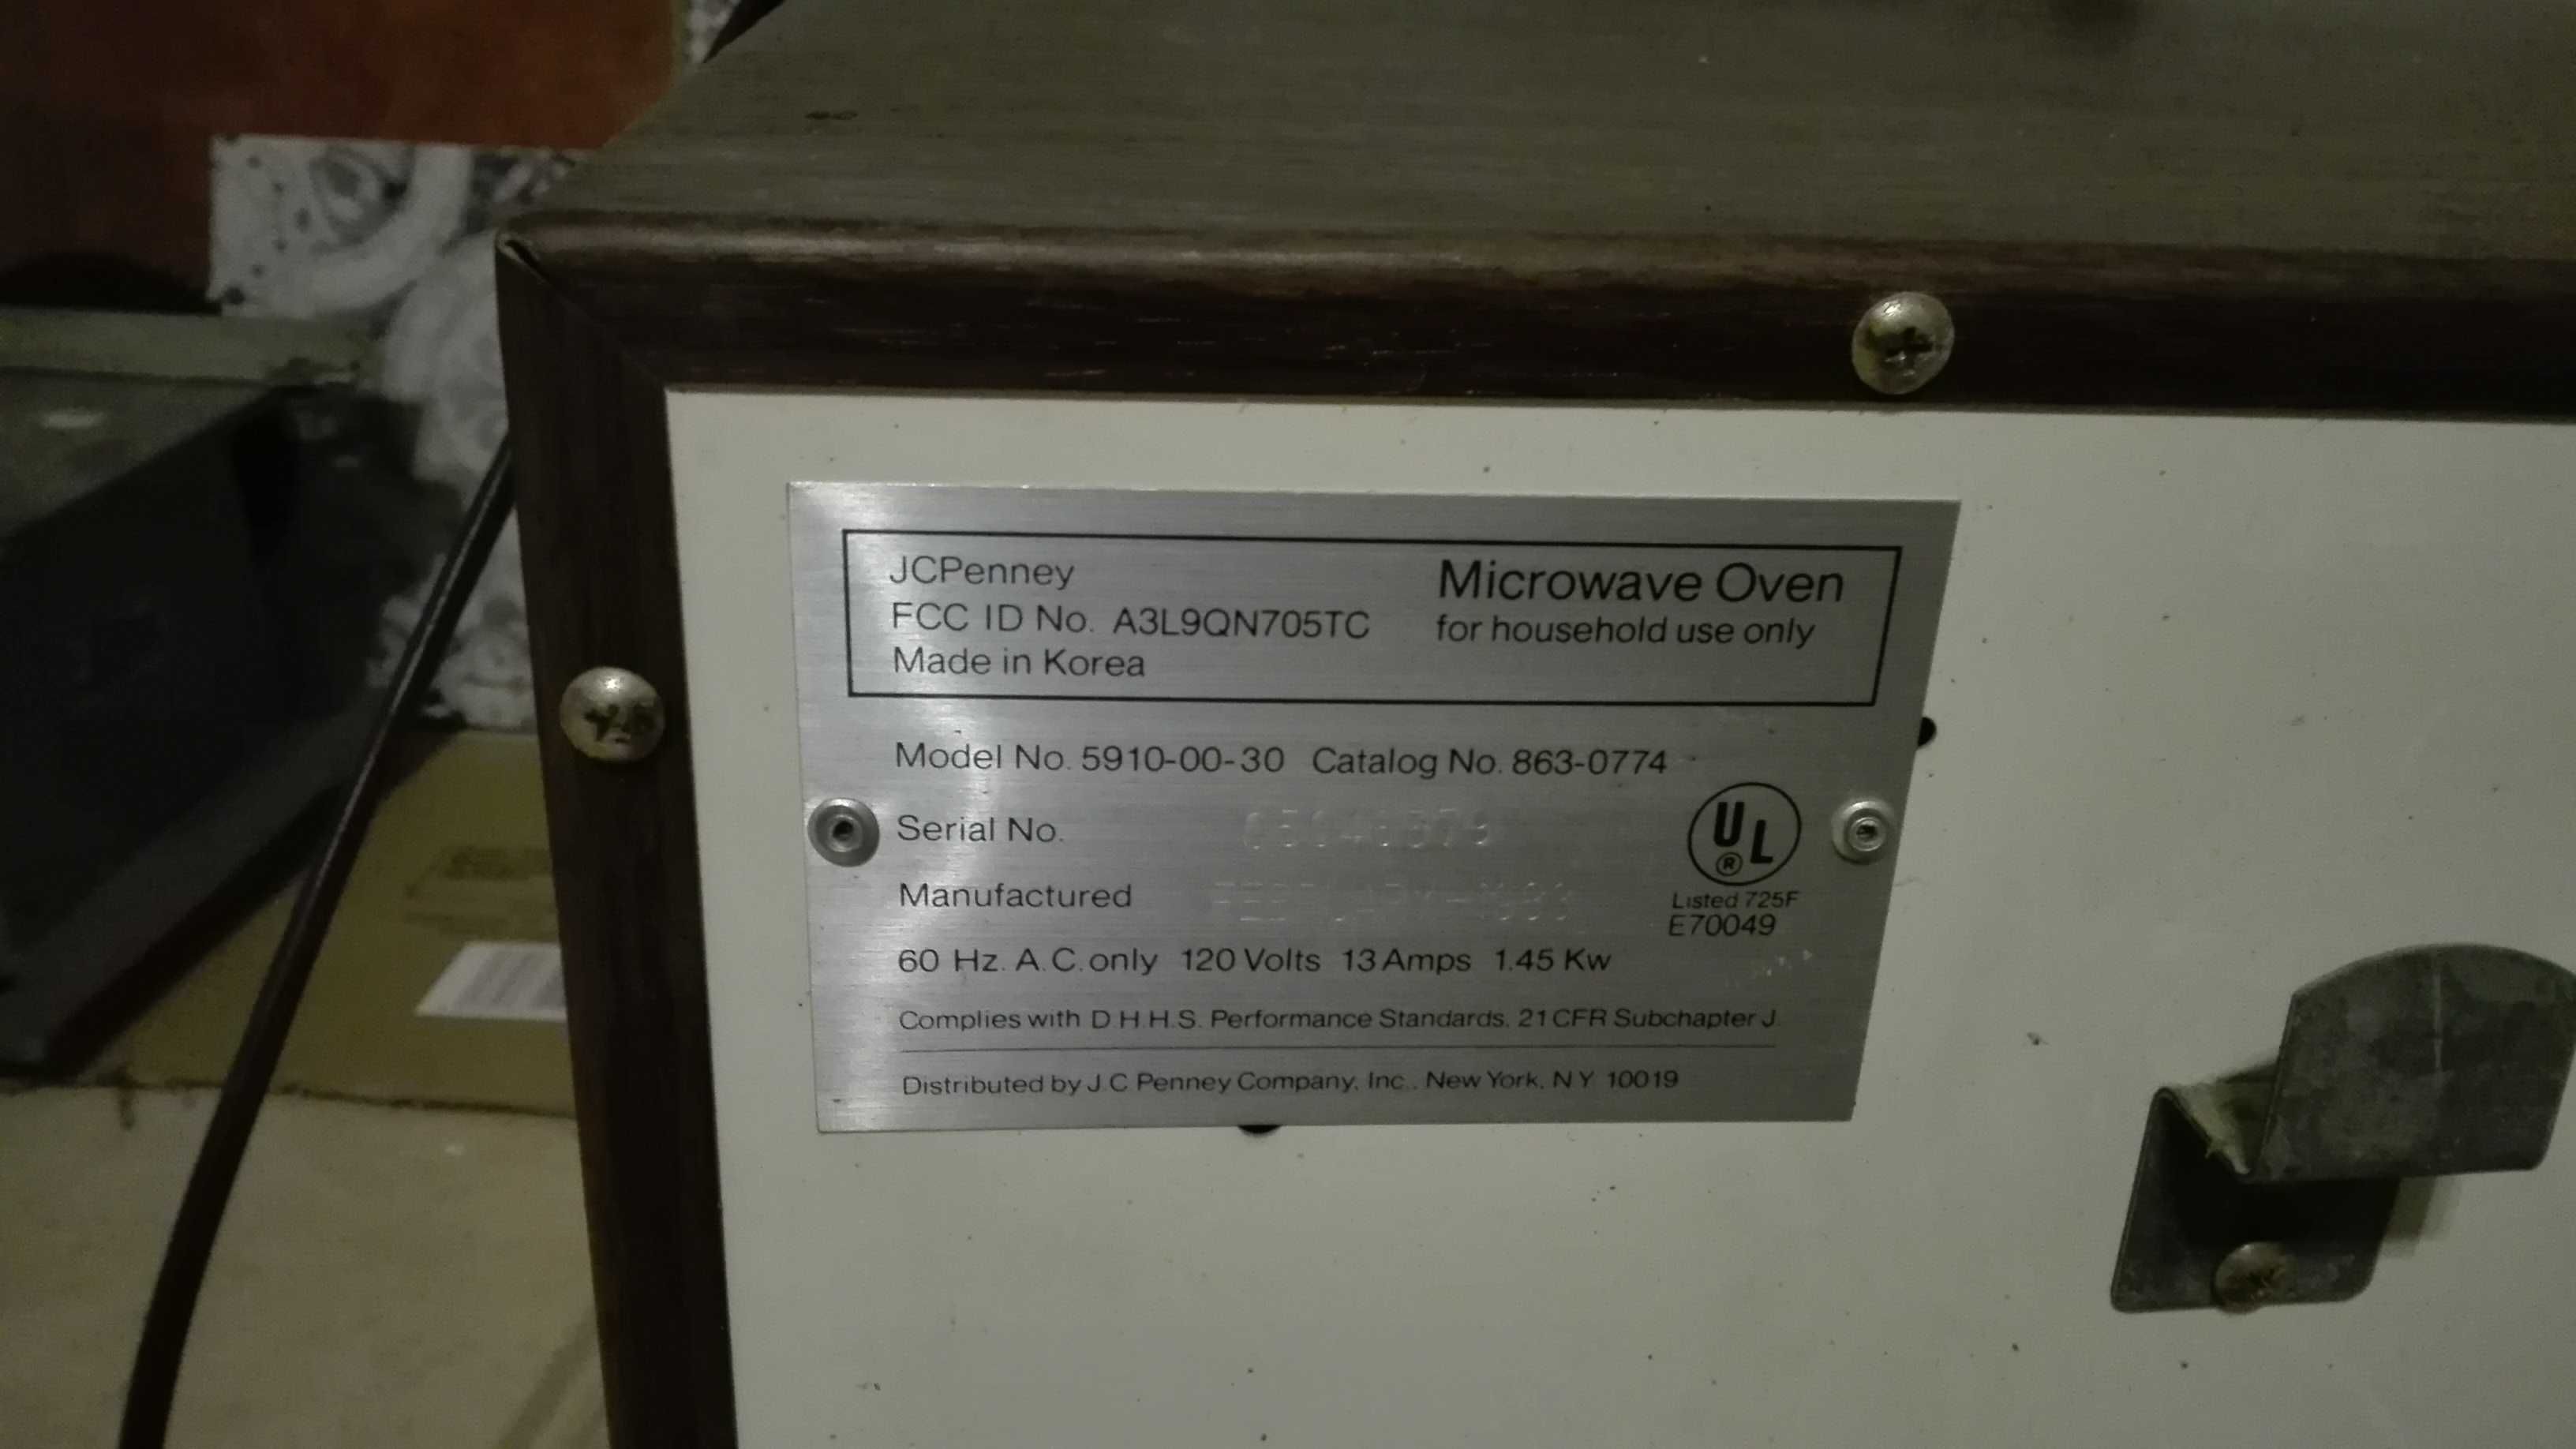 JCPenney
FCC ID No. A3L9QN705TC
Made in Korea
Microwave Oven
for household use only
Model No. 5910-00-30 Catalog No. 863-0774
Serial No.
Manufactured
UL
®
Listed 725F
E70049
60 Hz. A.C. only 120 Volts 13 Amps 1.45 Kw
Complies with D.H.H.S. Performance Standards, 21 CFR Subchapter J.
Distributed by J.C. Penney Company, Inc., New York, N.Y. 10019